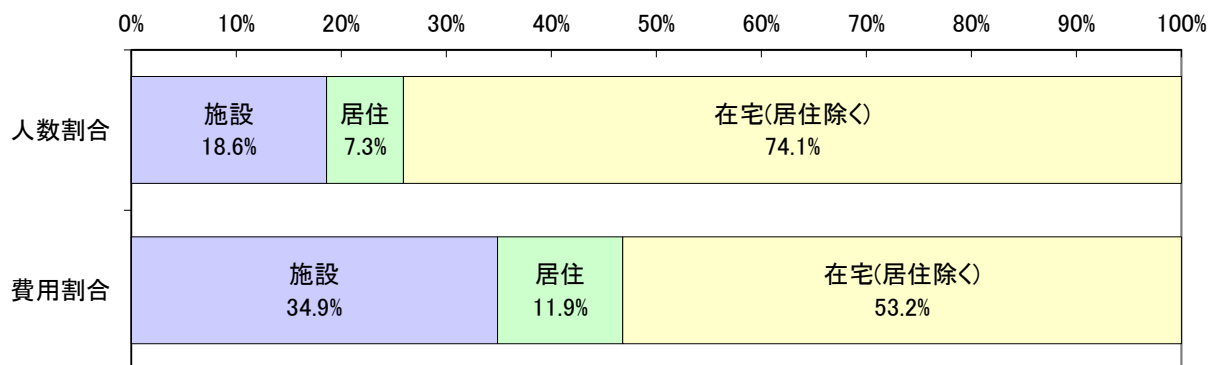 0% 10% 20% 30% 40% 50% 60% 70% 80% 90% 100%
人数割合
施設 居住 在宅(居住除く)
18.6% 7.3% 74.1%
費用割合
施設 居住 在宅(居住除く)
34.9% 11.9% 53.2%